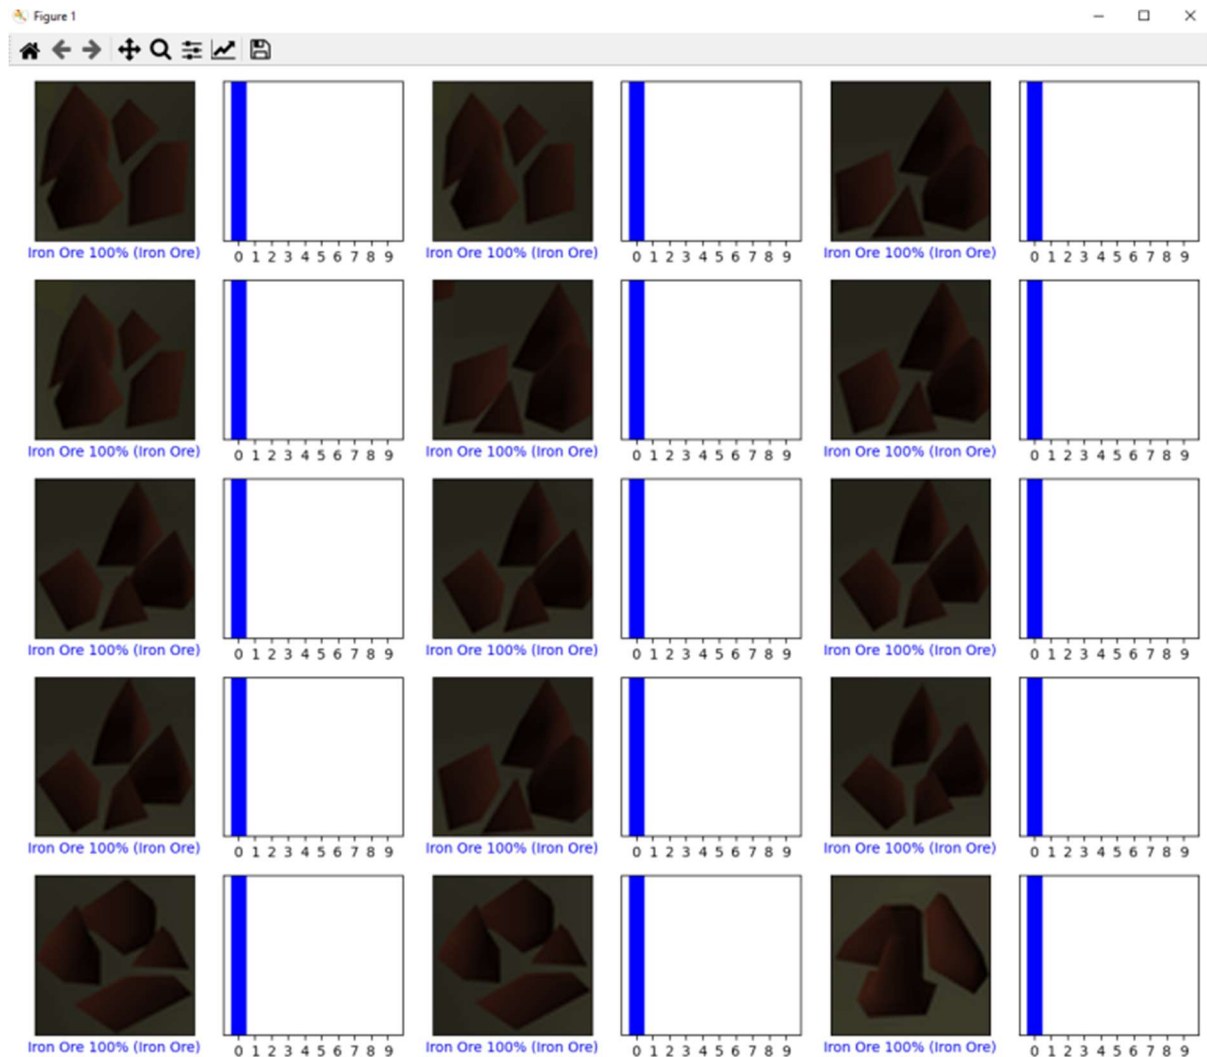 Figure 1
0 1 2 3 4 5 6 7 8 9 0 1 2 3 4 5 6 7 8 9 0 1 2 3 4 5 6 7 8 9
Iron Ore 100% (Iron Ore) Iron Ore 100% (Iron Ore) Iron Ore 100% (Iron Ore)
0 1 2 3 4 5 6 7 8 9 0 1 2 3 4 5 6 7 8 9 0 1 2 3 4 5 6 7 8 9
Iron Ore 100% (Iron Ore) Iron Ore 100% (Iron Ore) Iron Ore 100% (Iron Ore)
0 1 2 3 4 5 6 7 8 9 0 1 2 3 4 5 6 7 8 9 0 1 2 3 4 5 6 7 8 9
Iron Ore 100% (Iron Ore) Iron Ore 100% (Iron Ore) Iron Ore 100% (Iron Ore)
0 1 2 3 4 5 6 7 8 9 0 1 2 3 4 5 6 7 8 9 0 1 2 3 4 5 6 7 8 9
Iron Ore 100% (Iron Ore) Iron Ore 100% (Iron Ore) Iron Ore 100% (Iron Ore)
0 1 2 3 4 5 6 7 8 9 0 1 2 3 4 5 6 7 8 9 0 1 2 3 4 5 6 7 8 9
Iron Ore 100% (Iron Ore) Iron Ore 100% (Iron Ore) Iron Ore 100% (Iron Ore)